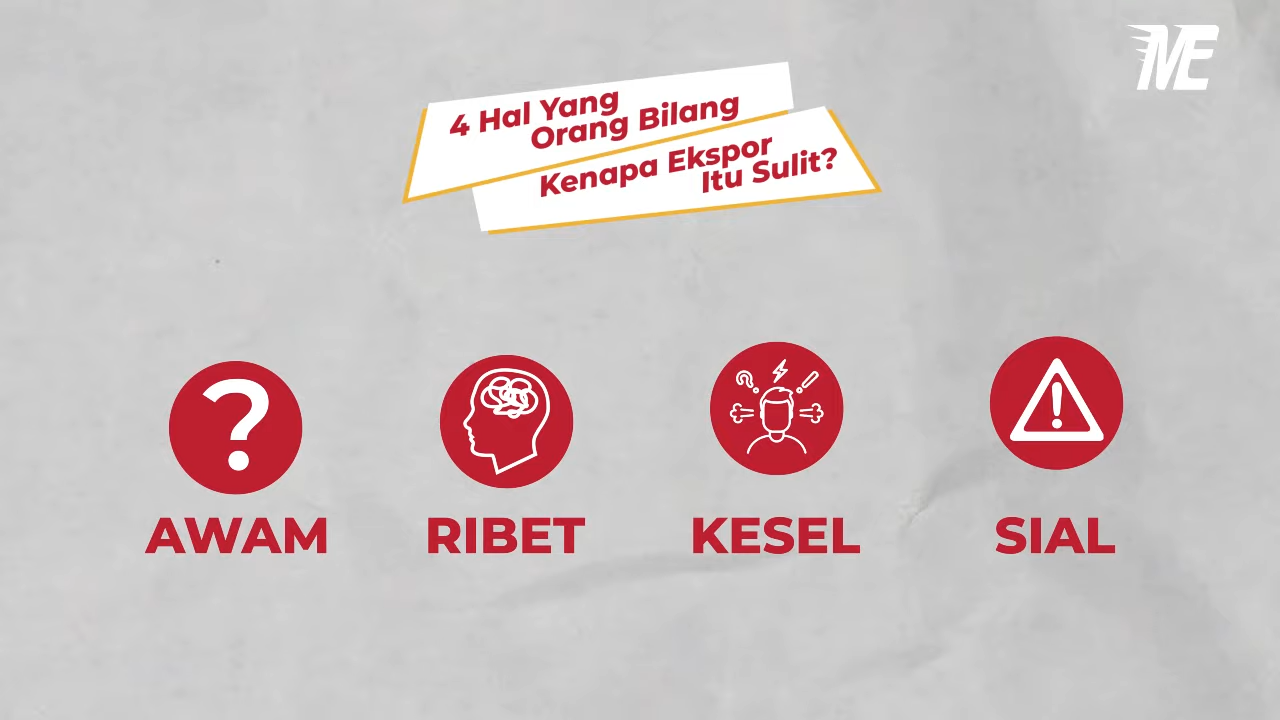 ME
4 Hal Yang
Orang Bilang
Kenapa Ekspor
Itu Sulit?
AWAM
RIBET
KESEL
SIAL